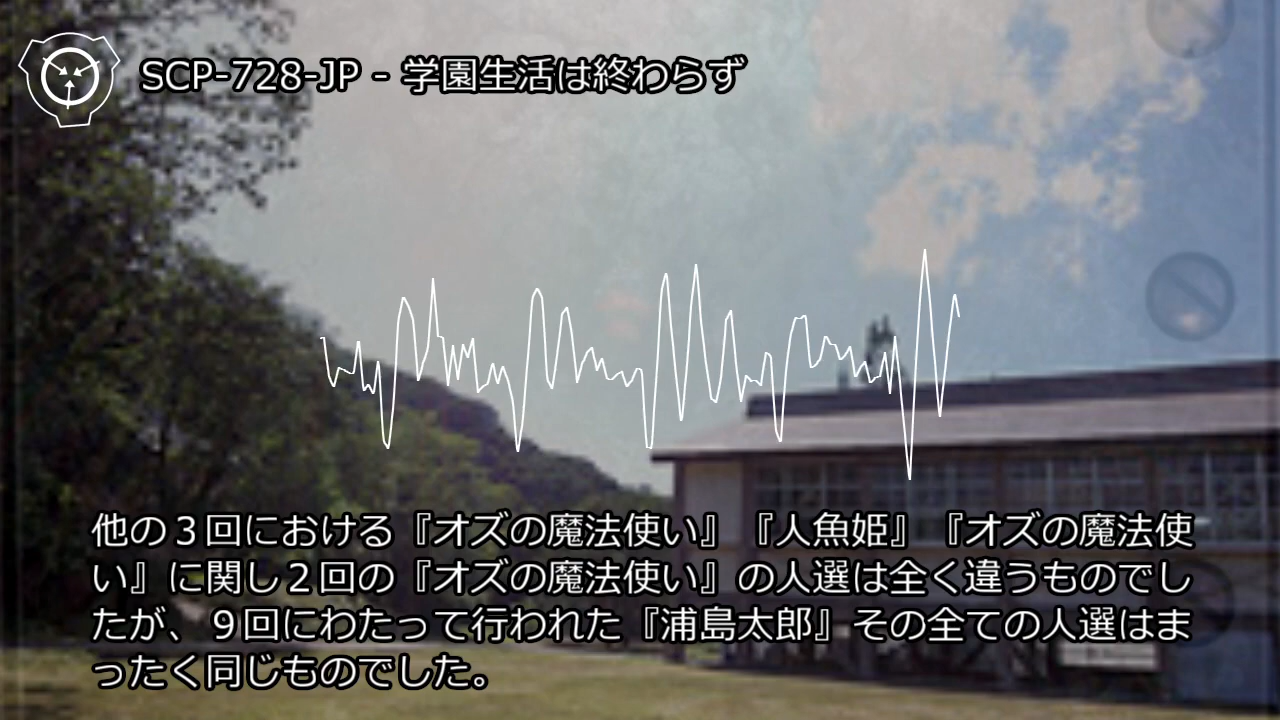 SCP-728-JP - 学園生活は終わらず
他の３回における『オズの魔法使い』『人魚姫』『オズの魔法使
い』に関し２回の『オズの魔法使い』の人選は全く違うものでし
たが、９回にわたって行われた『浦島太郎』その全ての人選はま
ったく同じものでした。